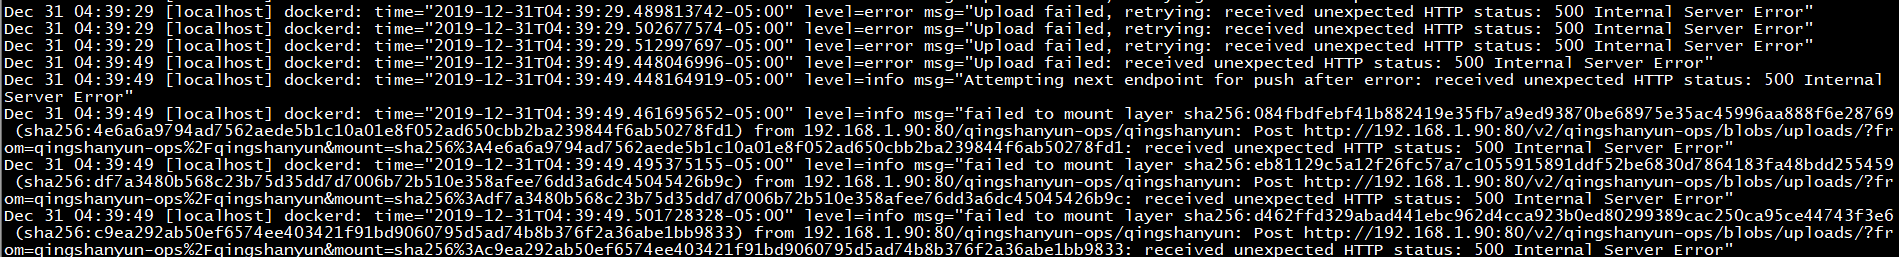 Dec 31 04:39:29 [localhost] dockerd: time="2019-12-31T04:39:29.489813742-05:00" level=error msg="Upload failed, retrying: received unexpected HTTP status: 500 Internal Server Error"
Dec 31 04:39:29 [localhost] dockerd: time="2019-12-31T04:39:29.502677574-05:00" level=error msg="Upload failed, retrying: received unexpected HTTP status: 500 Internal Server Error"
Dec 31 04:39:29 [localhost] dockerd: time="2019-12-31T04:39:29.512997697-05:00" level=error msg="Upload failed, retrying: received unexpected HTTP status: 500 Internal Server Error"
Dec 31 04:39:49 [localhost] dockerd: time="2019-12-31T04:39:49.448046996-05:00" level=error msg="Upload failed: received unexpected HTTP status: 500 Internal Server Error"
Dec 31 04:39:49 [localhost] dockerd: time="2019-12-31T04:39:49.448164919-05:00" level=info msg="Attempting next endpoint for push after error: received unexpected HTTP status: 500 Internal
Server Error"
Dec 31 04:39:49 [localhost] dockerd: time="2019-12-31T04:39:49.461695652-05:00" level=info msg="failed to mount layer sha256:084fbdfebf41b882419e35fb7a9ed93870be68975e35ac45996aa888f6e28769
(sha256:4e6a6a9794ad7562aede5b1c10a01e8f052ad650cbb2ba239844f6ab50278fd1) from 192.168.1.90:80/qingshanyun-ops/qingshanyun: Post http://192.168.1.90:80/v2/qingshanyun-ops/blobs/uploads/?fr
om=qingshanyun-ops%2Fqingshanyun&mount=sha256%3A4e6a6a9794ad7562aede5b1c10a01e8f052ad650cbb2ba239844f6ab50278fd1: received unexpected HTTP status: 500 Internal Server Error"
Dec 31 04:39:49 [localhost] dockerd: time="2019-12-31T04:39:49.495375155-05:00" level=info msg="failed to mount layer sha256:eb81129c5a12f26fc57a7c1055915891ddf52be6830d7864183fa48bdd255459
(sha256:df7a3480b568c23b75d35dd7d7006b72b510e358afee76dd3a6dc45045426b9c) from 192.168.1.90:80/qingshanyun-ops/qingshanyun: Post http://192.168.1.90:80/v2/qingshanyun-ops/blobs/uploads/?fr
om=qingshanyun-ops%2Fqingshanyun&mount=sha256%3Adf7a3480b568c23b75d35dd7d7006b72b510e358afee76dd3a6dc45045426b9c: received unexpected HTTP status: 500 Internal Server Error"
Dec 31 04:39:49 [localhost] dockerd: time="2019-12-31T04:39:49.501728328-05:00" level=info msg="failed to mount layer sha256:d462ffd329abad441ebc962d4cca923b0ed80299389cac250ca95ce44743f3e6
(sha256:c9ea292ab50ef6574ee403421f91bd9060795d5ad74b8b376f2a36abe1bb9833) from 192.168.1.90:80/qingshanyun-ops/qingshanyun: Post http://192.168.1.90:80/v2/qingshanyun-ops/blobs/uploads/?fr
om=qingshanyun-ops%2Fqingshanyun&mount=sha256%3Ac9ea292ab50ef6574ee403421f91bd9060795d5ad74b8b376f2a36abe1bb9833: received unexpected HTTP status: 500 Internal Server Error"